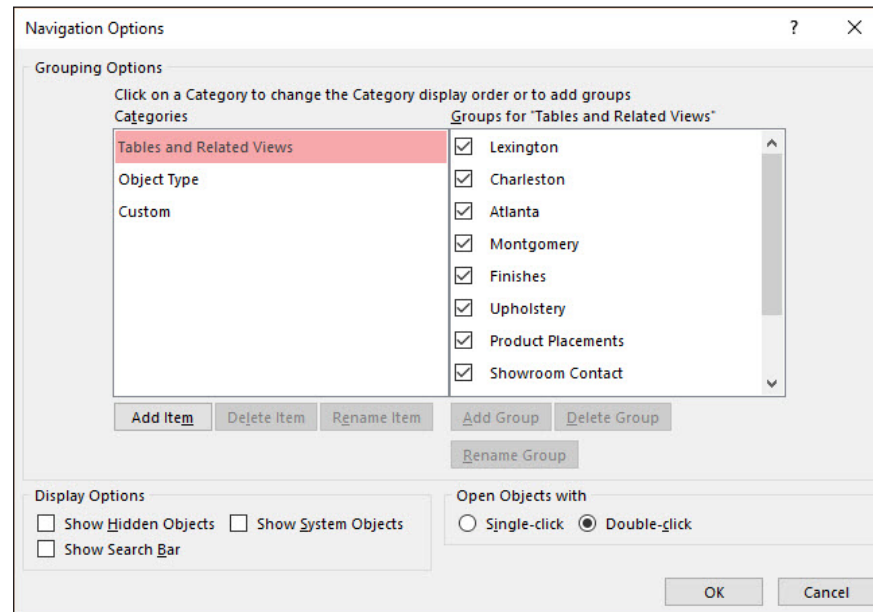 Navigation Options
?
Grouping Options
Click on a Category to change the Category display order or to add groups
Categories
Groups for "Tables and Related Views"
Tables and Related Views
Object Type
Custom
Lexington
Charleston
Atlanta
Montgomery
Finishes
Upholstery
Product Placements
Showroom Contact
Add Item
Delete Item
Rename Item
Add Group
Delete Group
Rename Group
Display Options
Show Hidden Objects
Show System Objects
Show Search Bar
Open Objects with
Single-click
Double-click
OK
Cancel